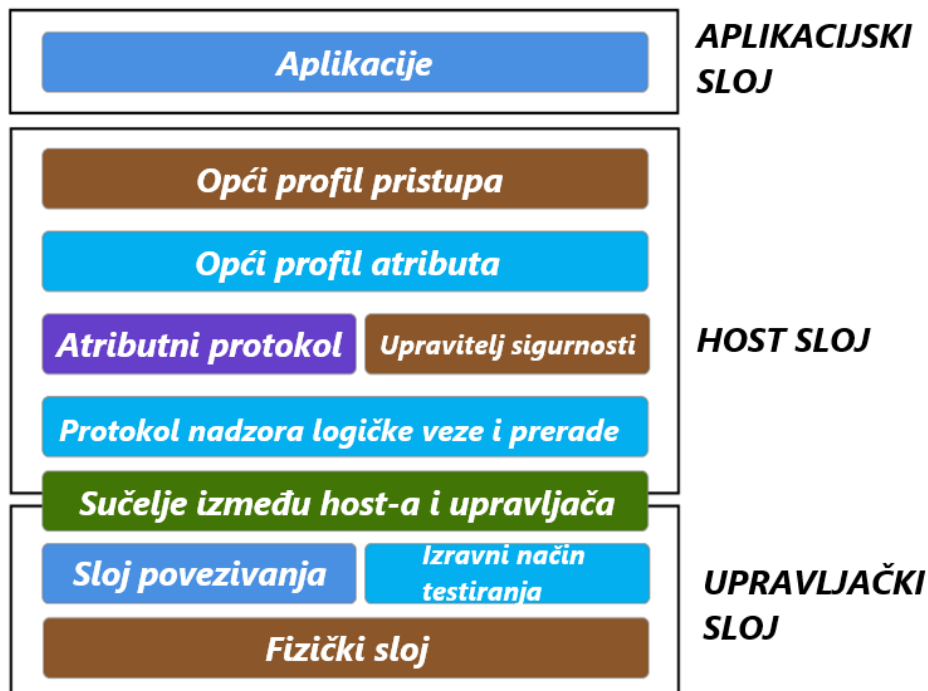 Aplikacije
APLIKACIJSKI
SLOJ
Opći profil pristupa
Opći profil atributa
Atributni protokol
Upravitelj sigurnosti
HOST SLOJ
Protokol nadzora logičke veze i prerade
Sučelje između host-a i upravljača
Sloj povezivanja
Izravni način
testiranja
UPRAVLJAČKI
SLOJ
Fizički sloj